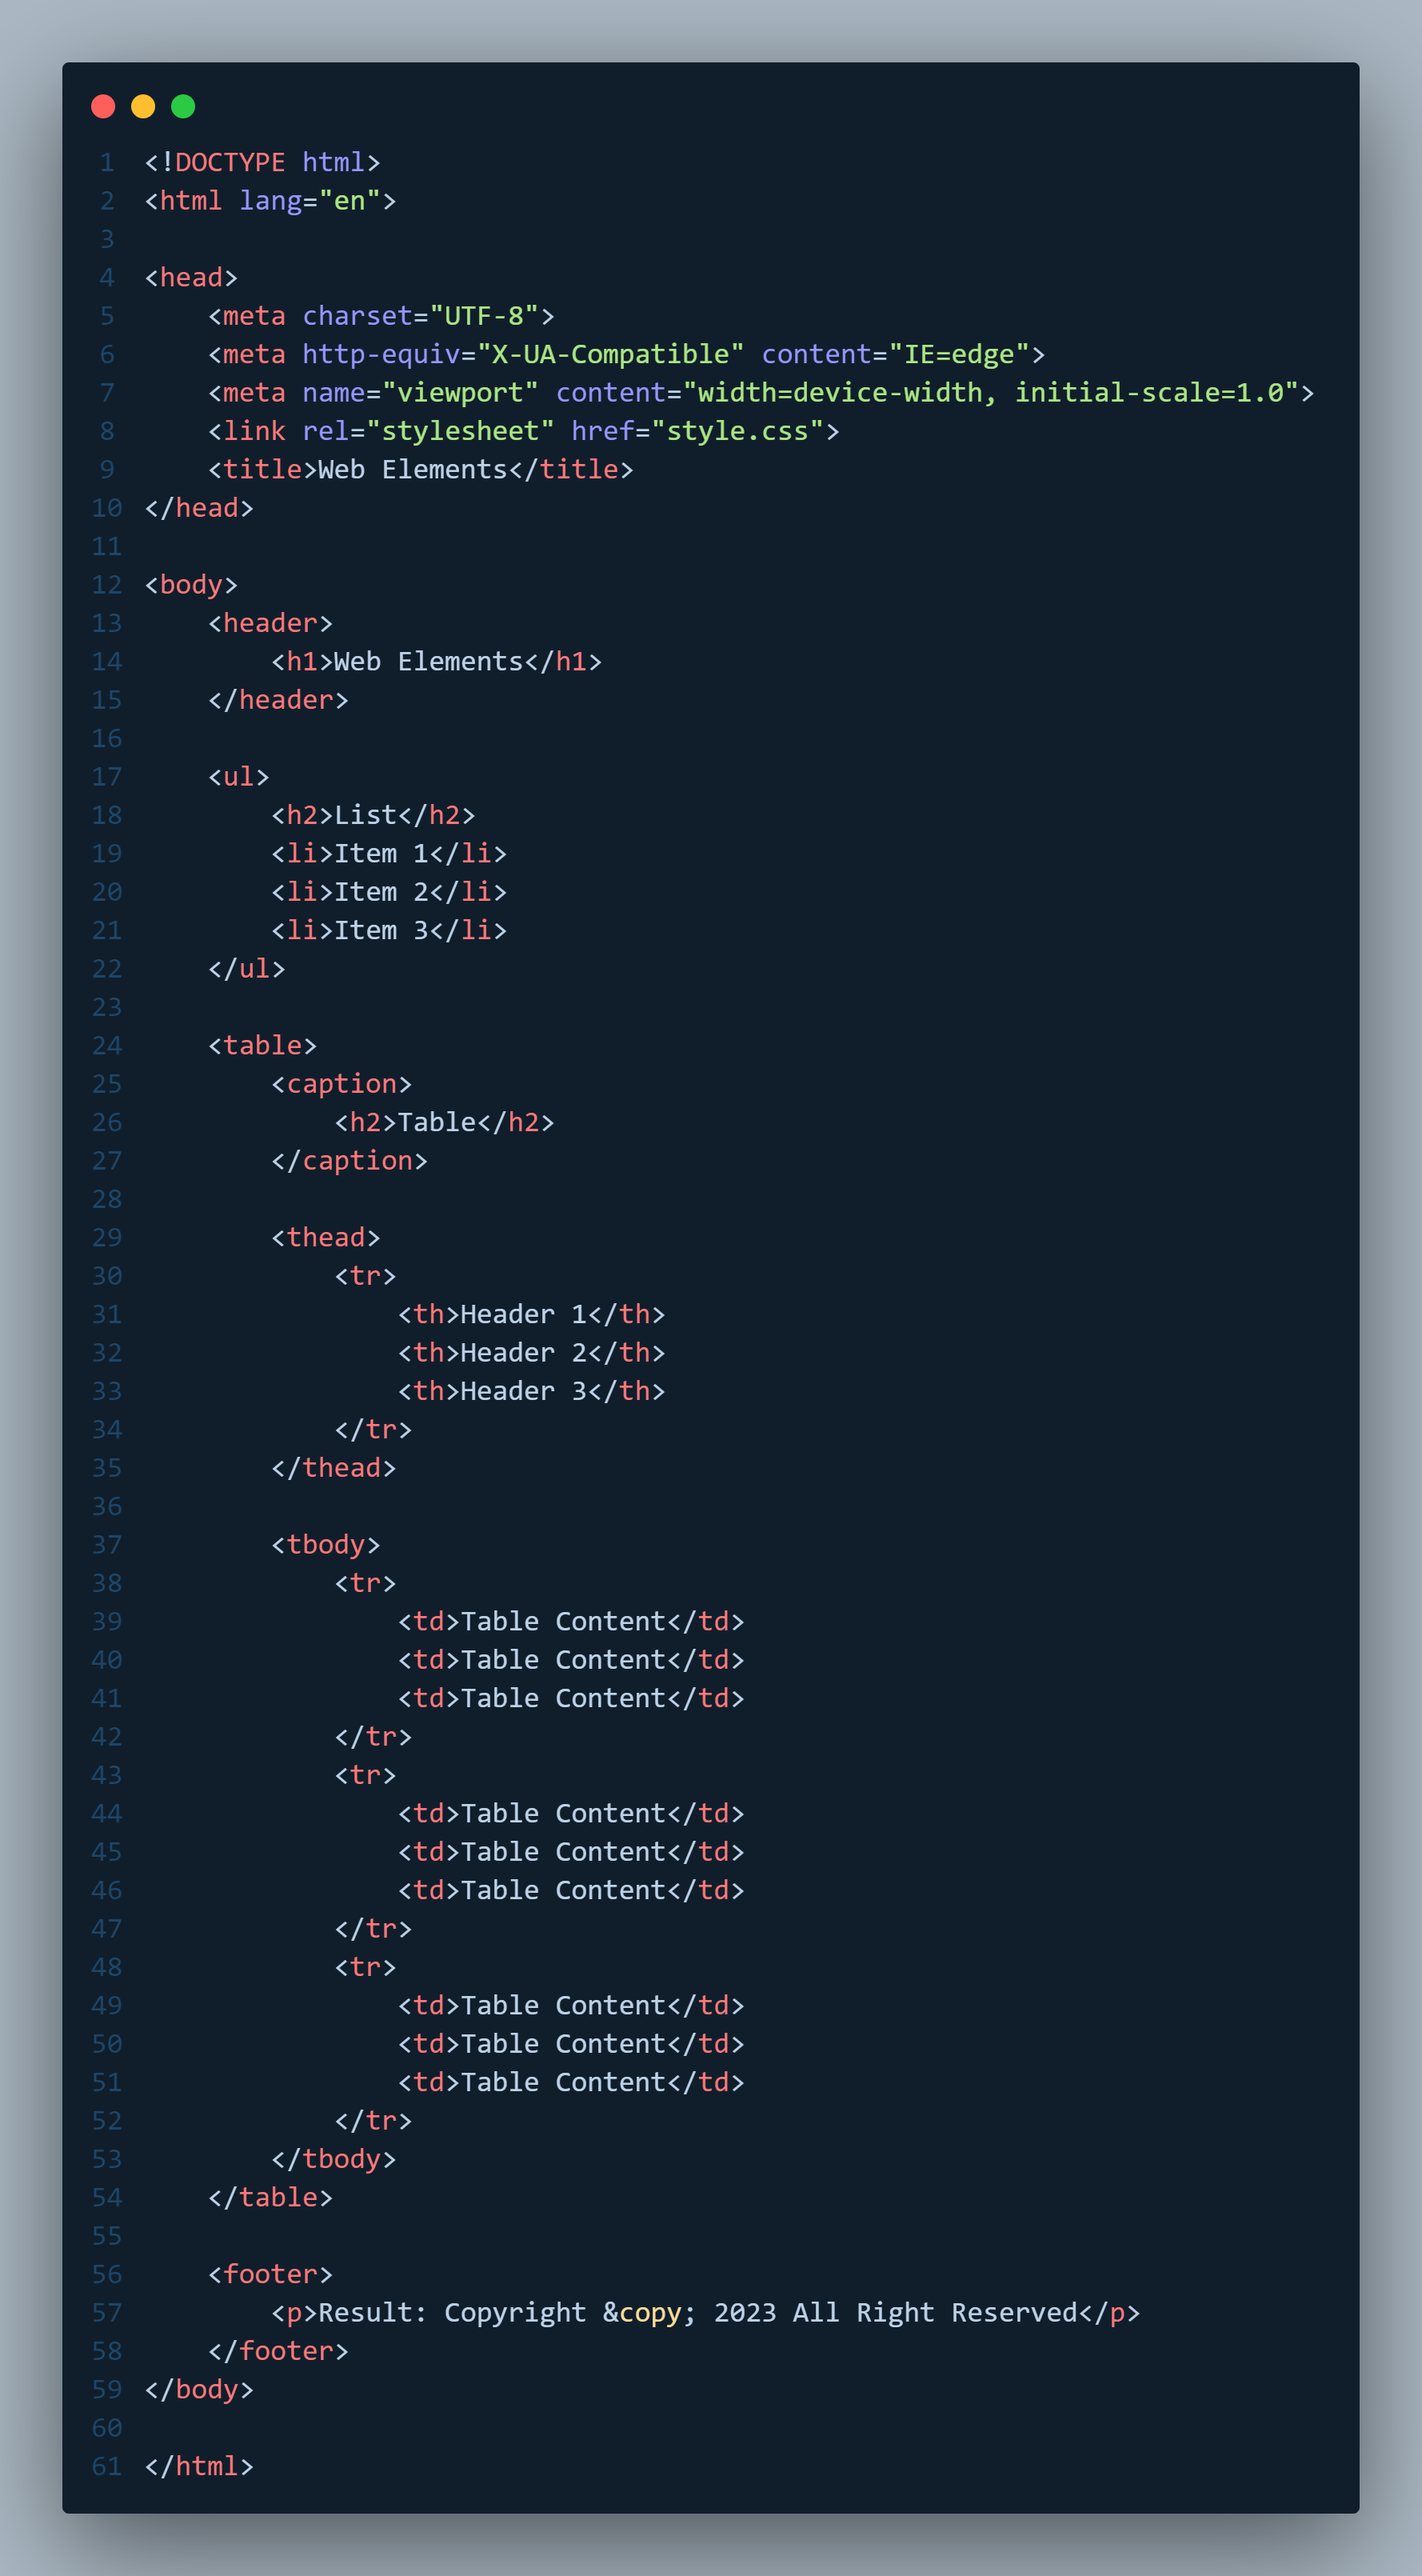 1 <!DOCTYPE html>
2 <html lang="en">
3
4 <head>
5     <meta charset="UTF-8">
6     <meta http-equiv="X-UA-Compatible" content="IE=edge">
7     <meta name="viewport" content="width=device-width, initial-scale=1.0">
8     <link rel="stylesheet" href="style.css">
9     <title>Web Elements</title>
10 </head>
11
12 <body>
13     <header>
14         <h1>Web Elements</h1>
15     </header>
16
17     <ul>
18         <h2>List</h2>
19         <li>Item 1</li>
20         <li>Item 2</li>
21         <li>Item 3</li>
22     </ul>
23
24     <table>
25         <caption>
26             <h2>Table</h2>
27         </caption>
28
29         <thead>
30             <tr>
31                 <th>Header 1</th>
32                 <th>Header 2</th>
33                 <th>Header 3</th>
34             </tr>
35         </thead>
36
37         <tbody>
38             <tr>
39                 <td>Table Content</td>
40                 <td>Table Content</td>
41                 <td>Table Content</td>
42             </tr>
43             <tr>
44                 <td>Table Content</td>
45                 <td>Table Content</td>
46                 <td>Table Content</td>
47             </tr>
48             <tr>
49                 <td>Table Content</td>
50                 <td>Table Content</td>
51                 <td>Table Content</td>
52             </tr>
53         </tbody>
54     </table>
55
56     <footer>
57         <p>Result: Copyright &copy; 2023 All Right Reserved</p>
58     </footer>
59 </body>
60
61 </html>